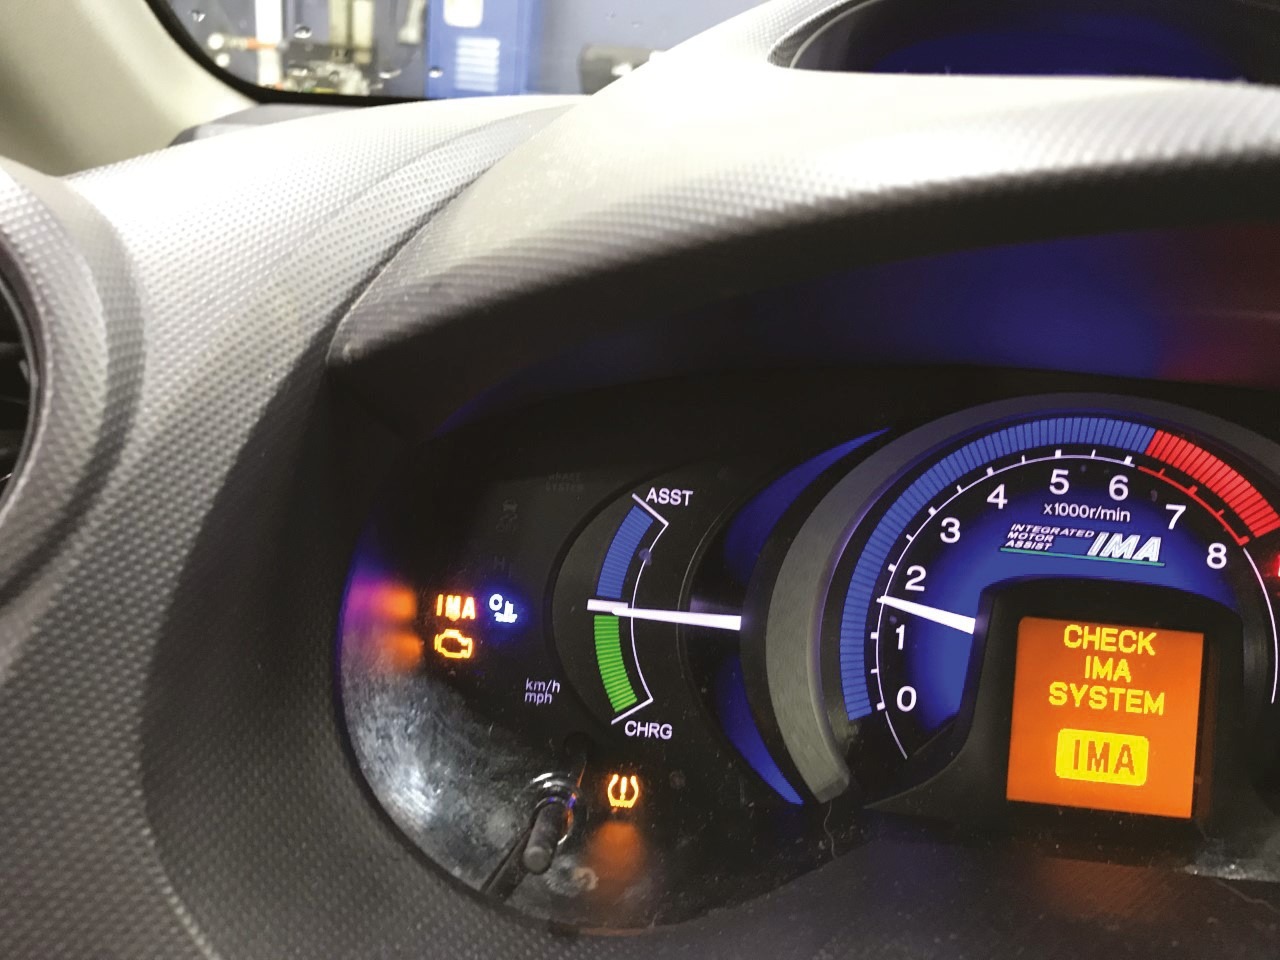 ASST
IMA
km/h
mph
CHRG
0
1
2
3
4
5
6
7
8
x1000r/min
INTEGRATED
MOTOR
ASSIST
IMA
CHECK
IMA
SYSTEM
IMA